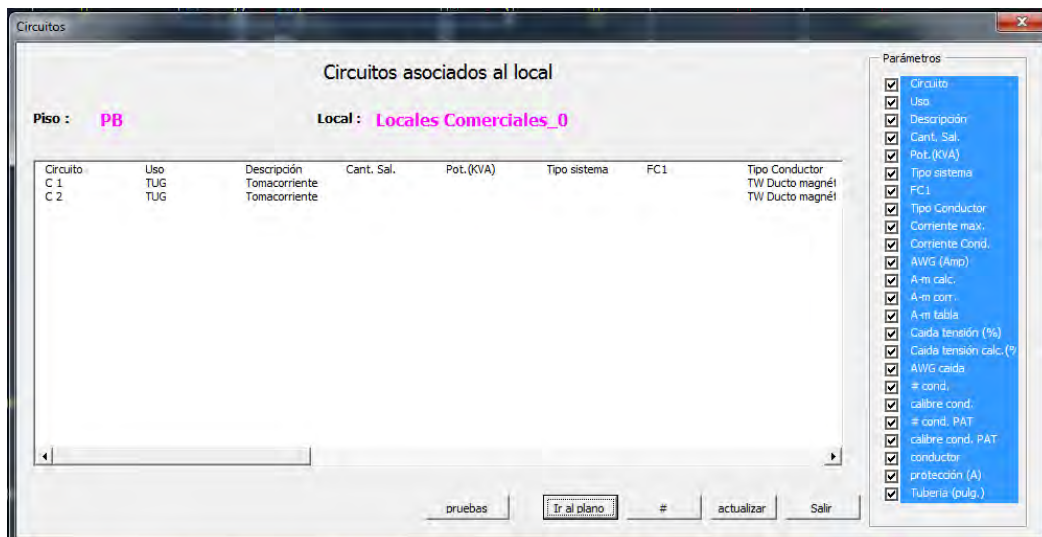 Circuitos
Circuitos asociados al local
Piso : PB Local : Locales Comerciales_0
Circuito Uso Descripción Cant. Sal. Pot.(KVA) Tipo sistema FC1 Tipo Conductor
C 1 TUG Tomacorriente TW Ducto magnét
C 2 TUG Tomacorriente TW Ducto magnét
pruebas Ir al plano # actualizar Salir
Parámetros
Circuito
Uso
Descripción
Cant. Sal.
Pot.(KVA)
Tipo sistema
FC1
Tipo Conductor
Corriente max.
Corriente Cond.
AWG (Amp)
A-m calc.
A-m corr.
A-m tabla
Caida tensión (%)
Caida tensión calc.(%
AWG caida
# cond.
calibre cond.
# cond. PAT
calibre cond. PAT
conductor
protección (A)
Tuberia (pulg.)